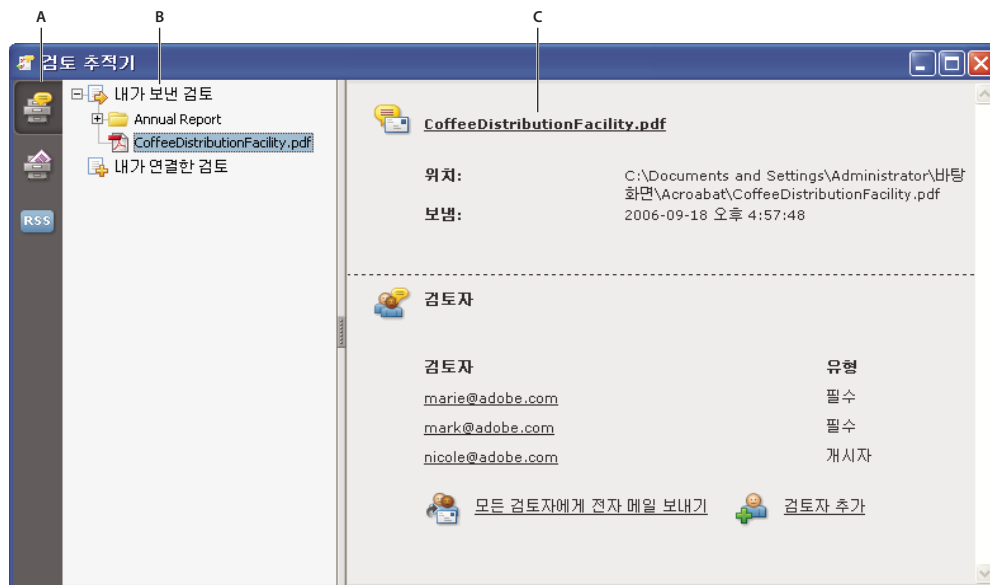 A B C
검토 추적기
내가 보낸 검토
Annual Report
CoffeeDistributionFacility.pdf
내가 연결한 검토
RSS
CoffeeDistributionFacility.pdf
위치: C:\Documents and Settings\Administrator\바탕
화면\Acroabat\CoffeeDistributionFacility.pdf
보냄: 2006-09-18 오후 4:57:48
검토자
검토자 유형
marie@adobe.com 필수
mark@adobe.com 필수
nicole@adobe.com 개시자
모든 검토자에게 전자 메일 보내기 검토자 추가